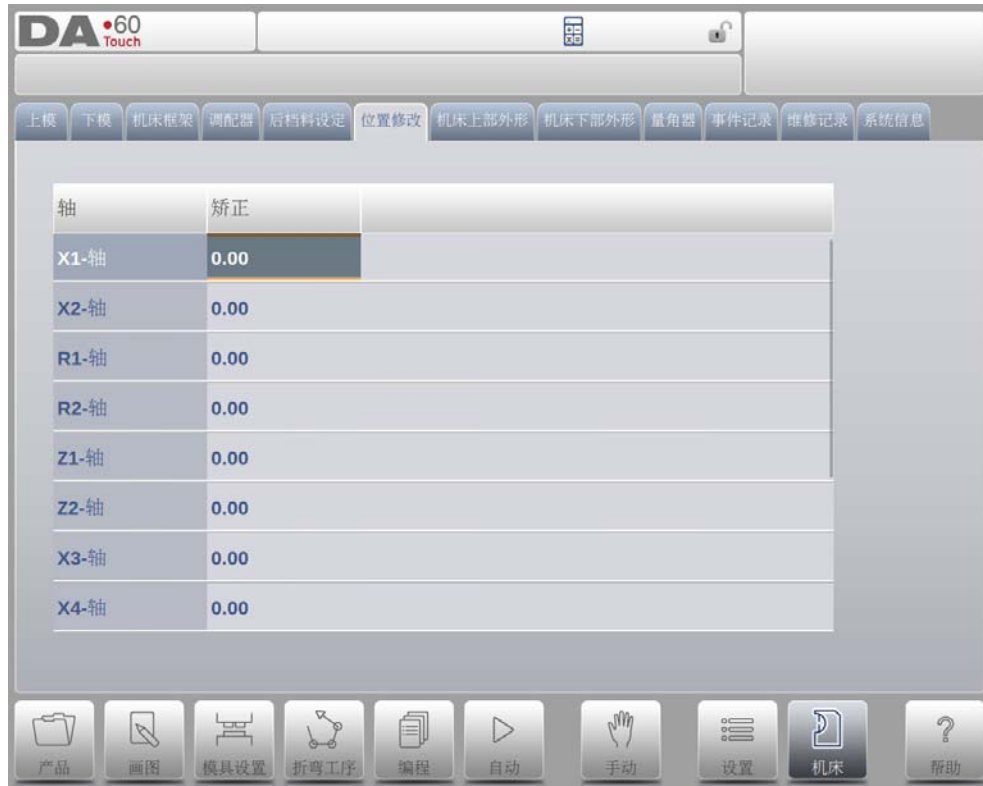 DA•60
Touch
上模 下模 机床框架 调配器 后档料设定 位置修改 机床上部外形 机床下部外形 量角器 事件记录 维修记录 系统信息
轴 矫正
X1-轴 0.00
X2-轴 0.00
R1-轴 0.00
R2-轴 0.00
Z1-轴 0.00
Z2-轴 0.00
X3-轴 0.00
X4-轴 0.00
产品 画图 模具设置 折弯工序 编程 自动 手动 设置 机床 帮助